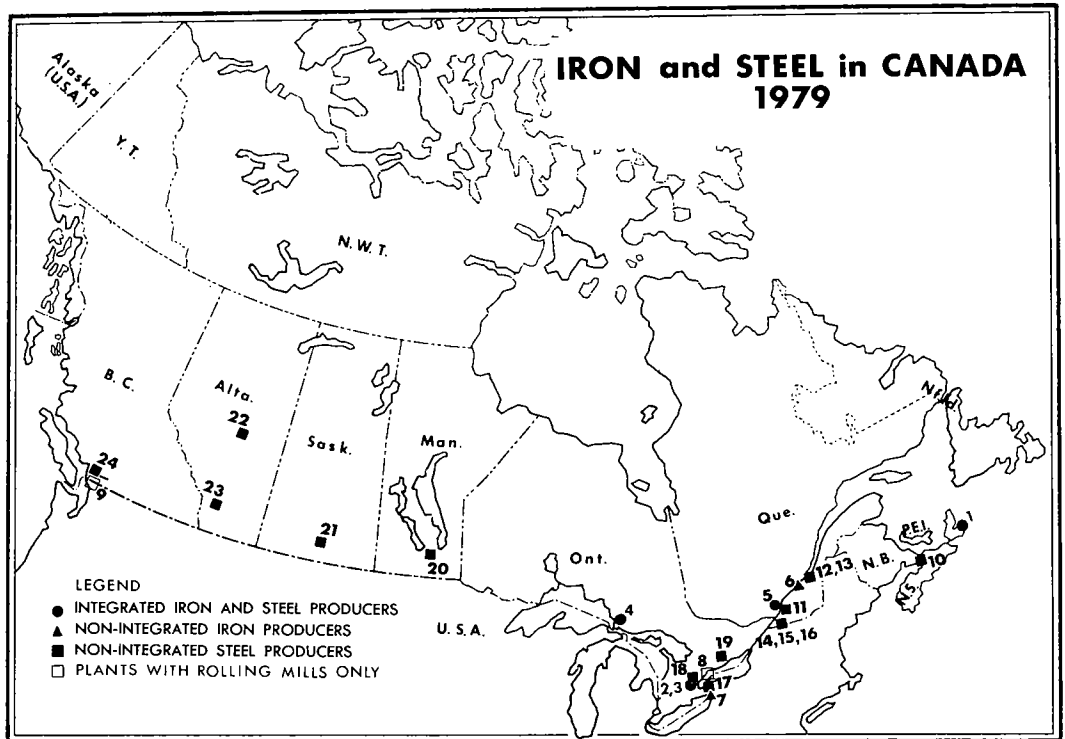 IRON and STEEL in CANADA
1979
Alaska
(U.S.A.)
Y. T.
N. W. T.
B. C.
Alta.
22
23
24
9
Sask.
21
Man.
20
Ont.
4
U. S. A.
Que.
Nfld
P.E.I.
1
N. B.
10
N.S.
6
12,13
5
11
14,15,16
19
18
8
2,3
17
7
LEGEND
● INTEGRATED IRON AND STEEL PRODUCERS
▲ NON-INTEGRATED IRON PRODUCERS
■ NON-INTEGRATED STEEL PRODUCERS
□ PLANTS WITH ROLLING MILLS ONLY